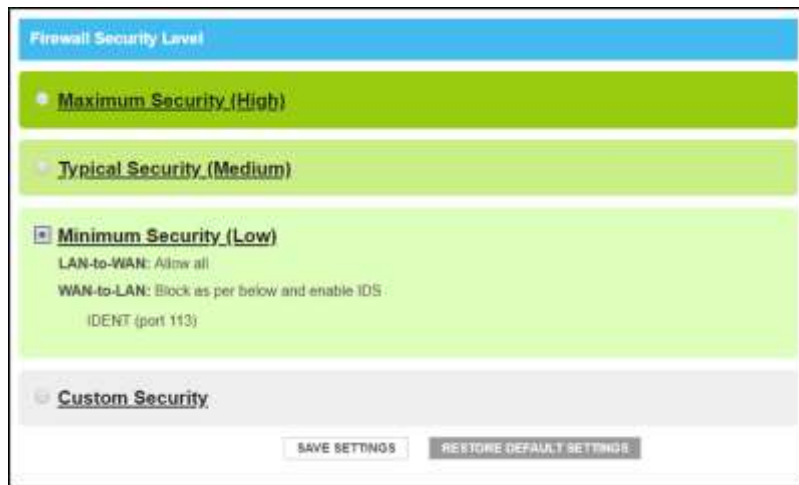 Firewall Security Level
Maximum Security (High)
Typical Security (Medium)
Minimum Security (Low)
LAN-to-WAN: Allow all
WAN-to-LAN: Block as per below and enable IDS
IDENT (port 113)
Custom Security
SAVE SETTINGS RESTORE DEFAULT SETTINGS